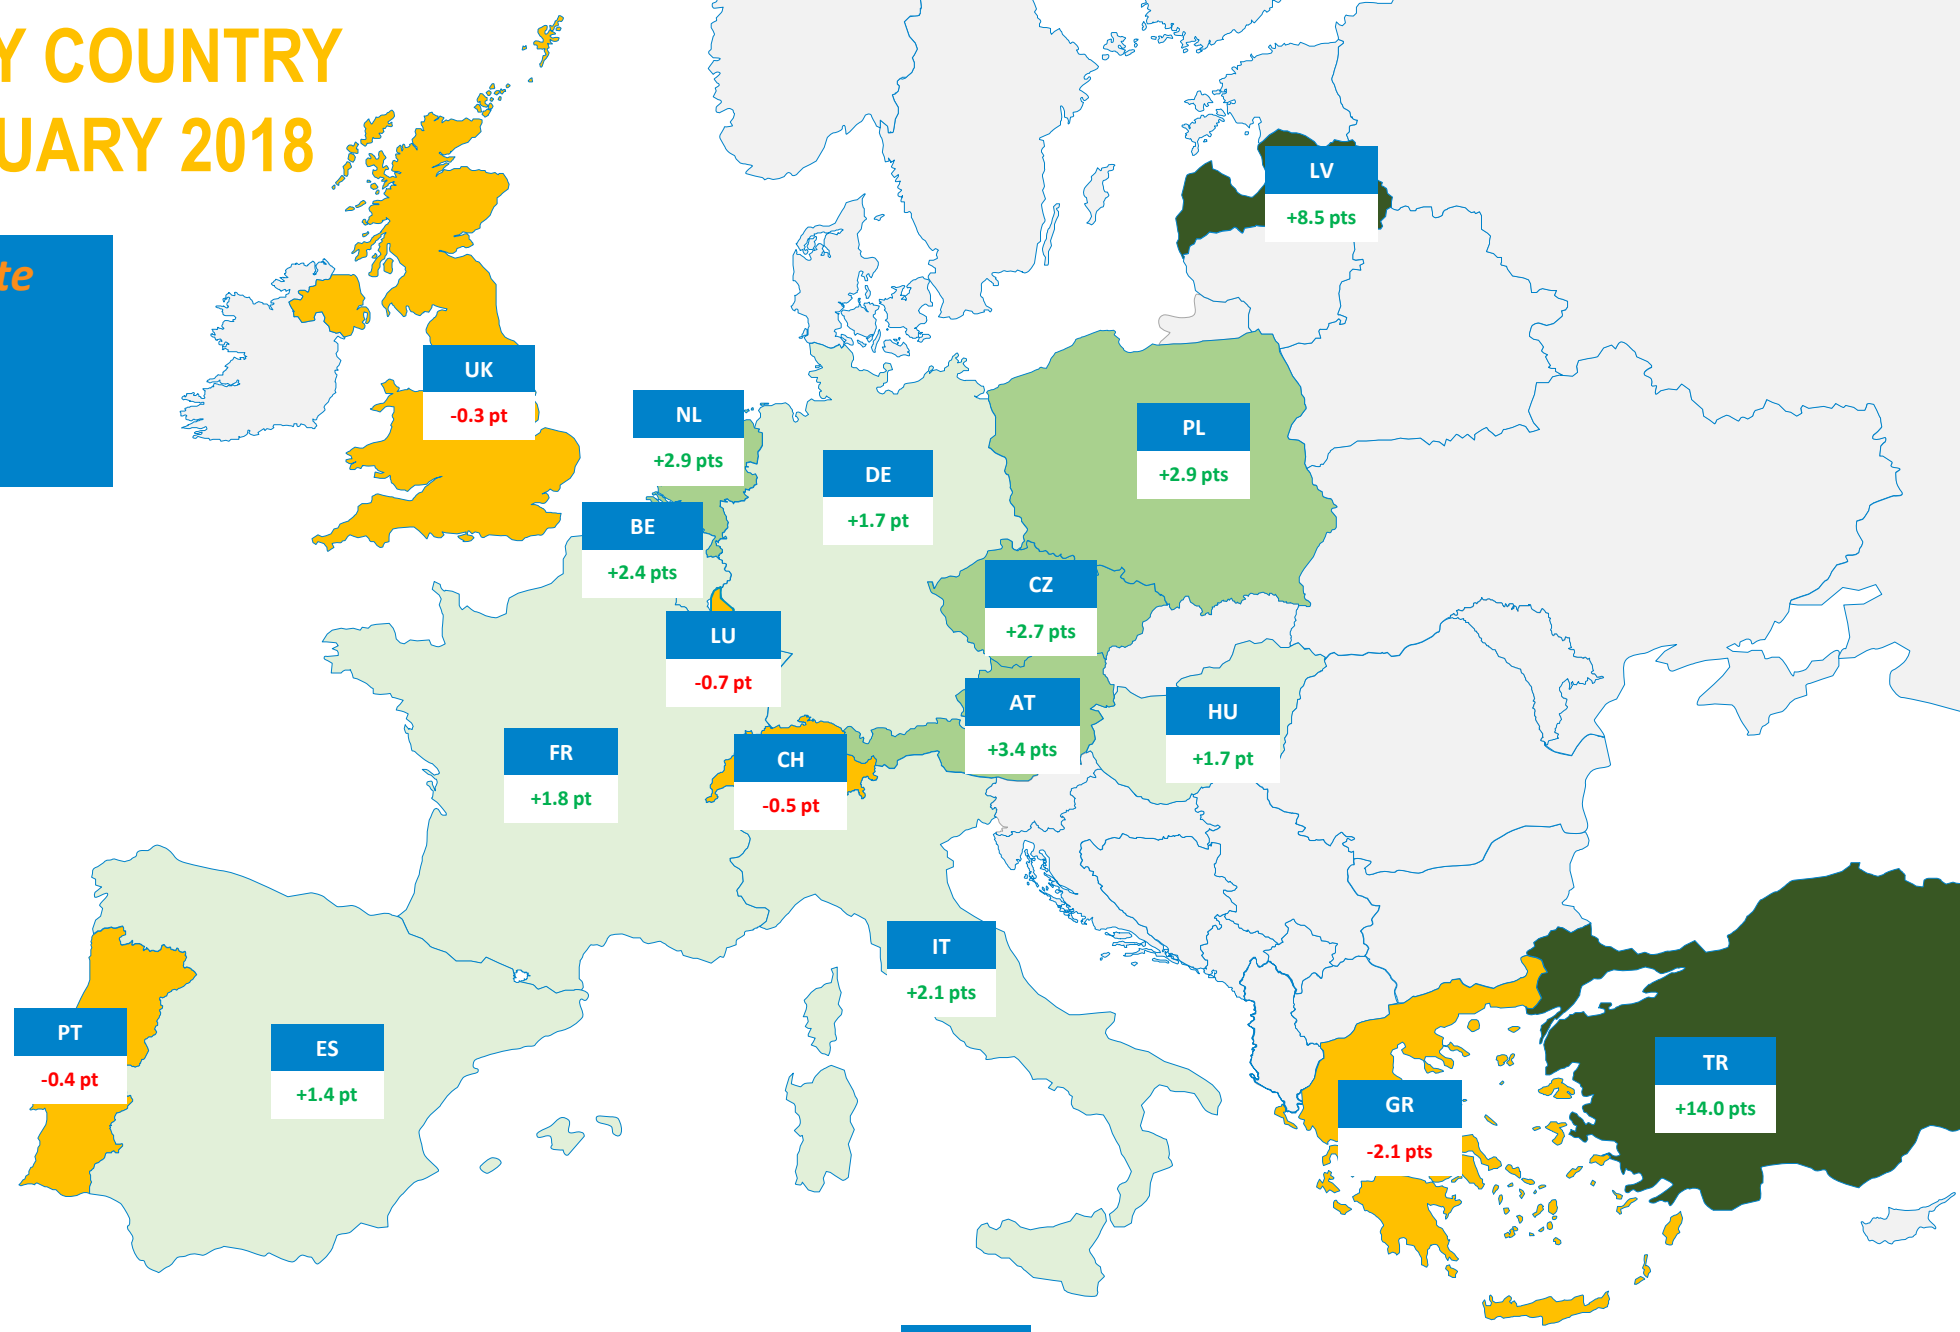 Y COUNTRY
UARY 2018
te
LV
+8.5 pts
UK
-0.3 pt
NL
+2.9 pts
PL
+2.9 pts
DE
+1.7 pt
BE
+2.4 pts
CZ
+2.7 pts
LU
-0.7 pt
AT
+3.4 pts
HU
+1.7 pt
FR
+1.8 pt
CH
-0.5 pt
IT
+2.1 pts
PT
-0.4 pt
ES
+1.4 pt
TR
+14.0 pts
GR
-2.1 pts